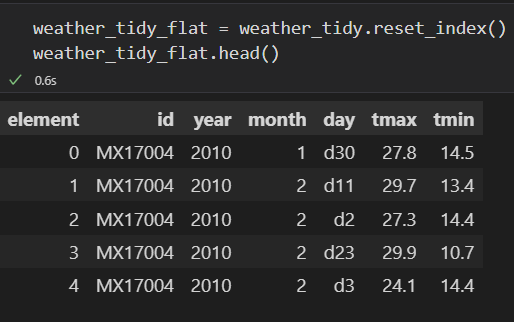 weather_tidy_flat = weather_tidy.reset_index()
weather_tidy_flat.head()
0.6s
element id year month day tmax tmin
0 MX17004 2010 1 d30 27.8 14.5
1 MX17004 2010 2 d11 29.7 13.4
2 MX17004 2010 2 d2 27.3 14.4
3 MX17004 2010 2 d23 29.9 10.7
4 MX17004 2010 2 d3 24.1 14.4